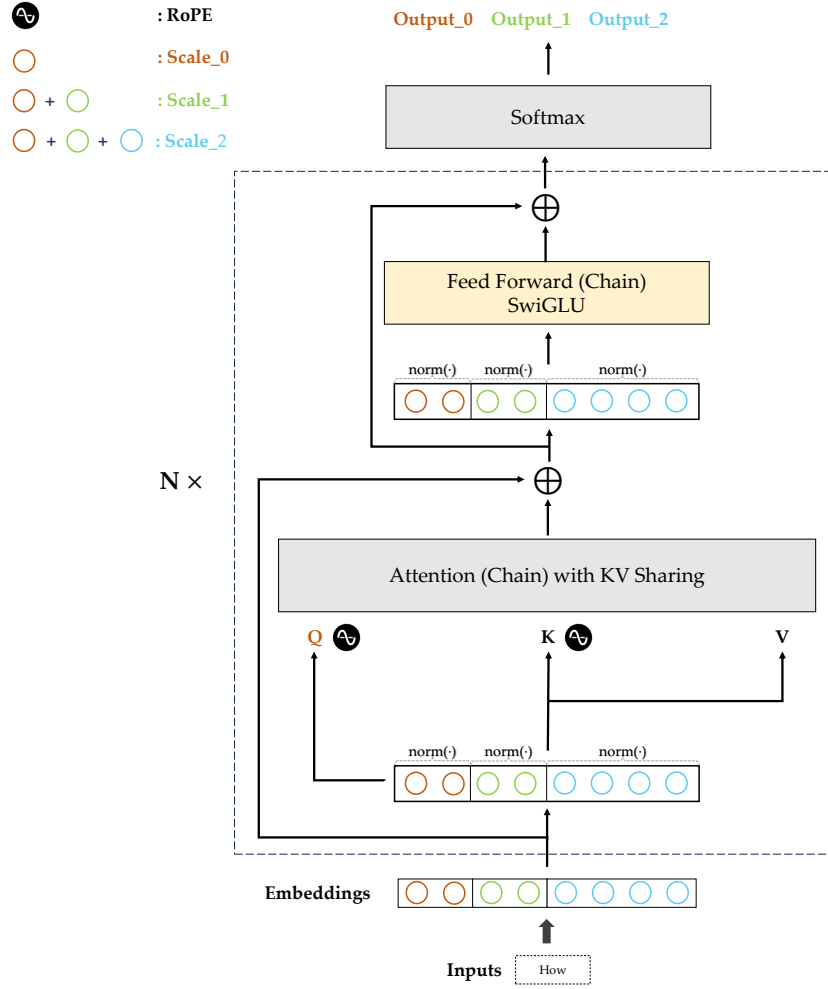 : RoPE
: Scale_0
+ : Scale_1
+ + : Scale_2
Output_0 Output_1 Output_2
Softmax
Feed Forward (Chain)
SwiGLU
norm(·) norm(·) norm(·)
N ×
Attention (Chain) with KV Sharing
Q K V
norm(·) norm(·) norm(·)
Embeddings
Inputs How